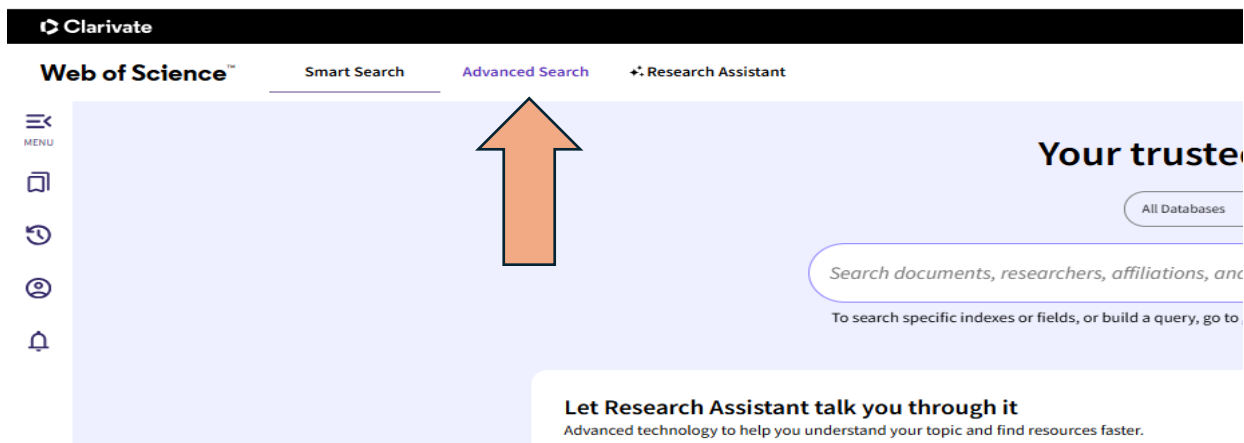 Clarivate
Web of Science™ Smart Search Advanced Search Research Assistant
MENU
Your
All Databases
Search documents, researchers, affiliations,
To search specific indexes or fields, or build a query, go to
Let Research Assistant talk you through it
Advanced technology to help you understand your topic and find resources faster.